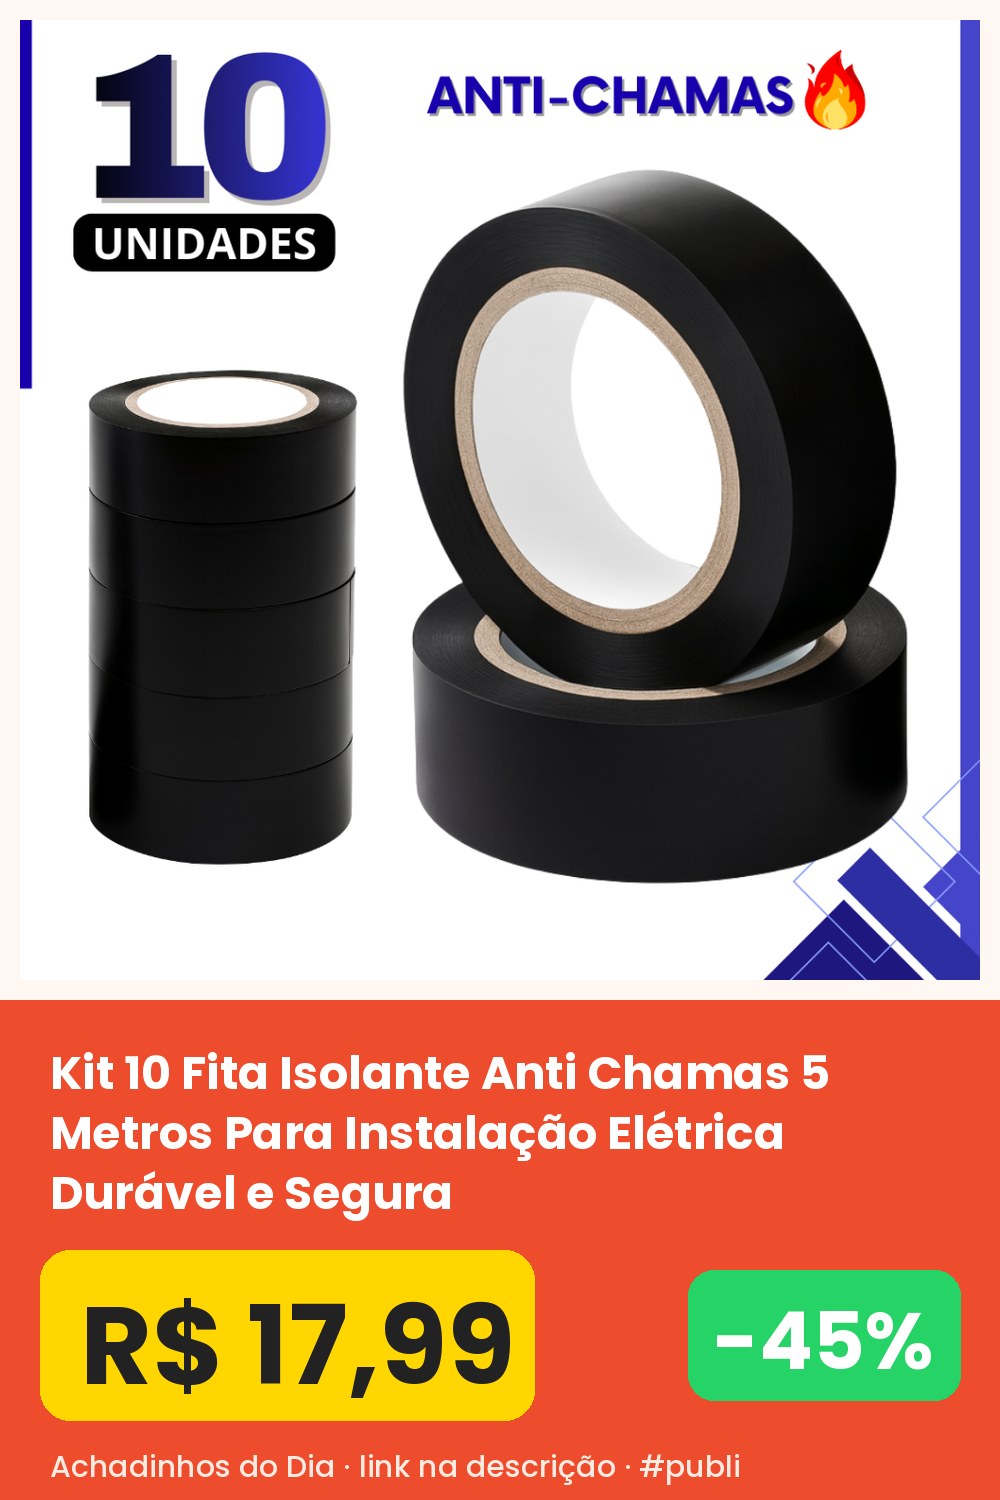 10
UNIDADES
ANTI-CHAMAS
Kit 10 Fita Isolante Anti Chamas 5
Metros Para Instalação Elétrica
Durável e Segura
R$ 17,99
-45%
Achadinhos do Dia · link na descrição · #publi